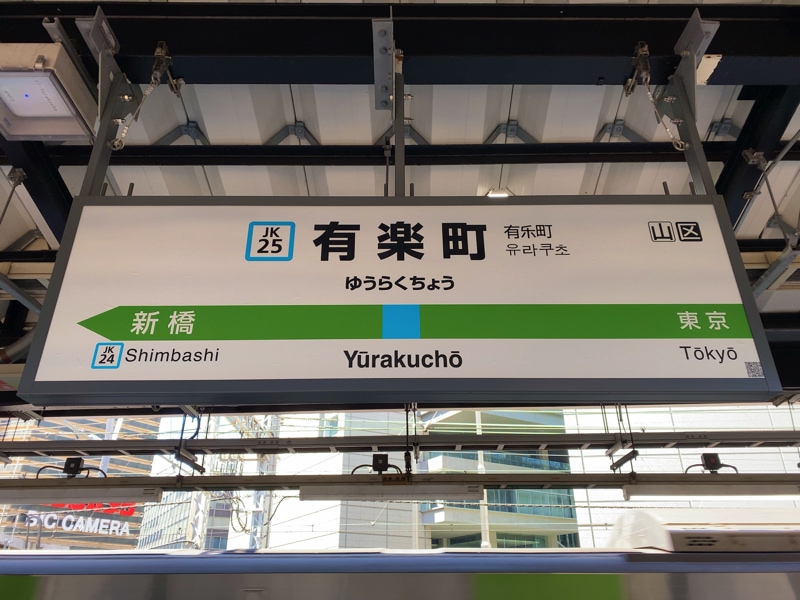 JK
25
有楽町
有乐町
유라쿠초
山区
ゆうらくちょう
新橋
東京
JK
24
Shimbashi
Yūrakuchō
Tōkyō
BIC CAMERA